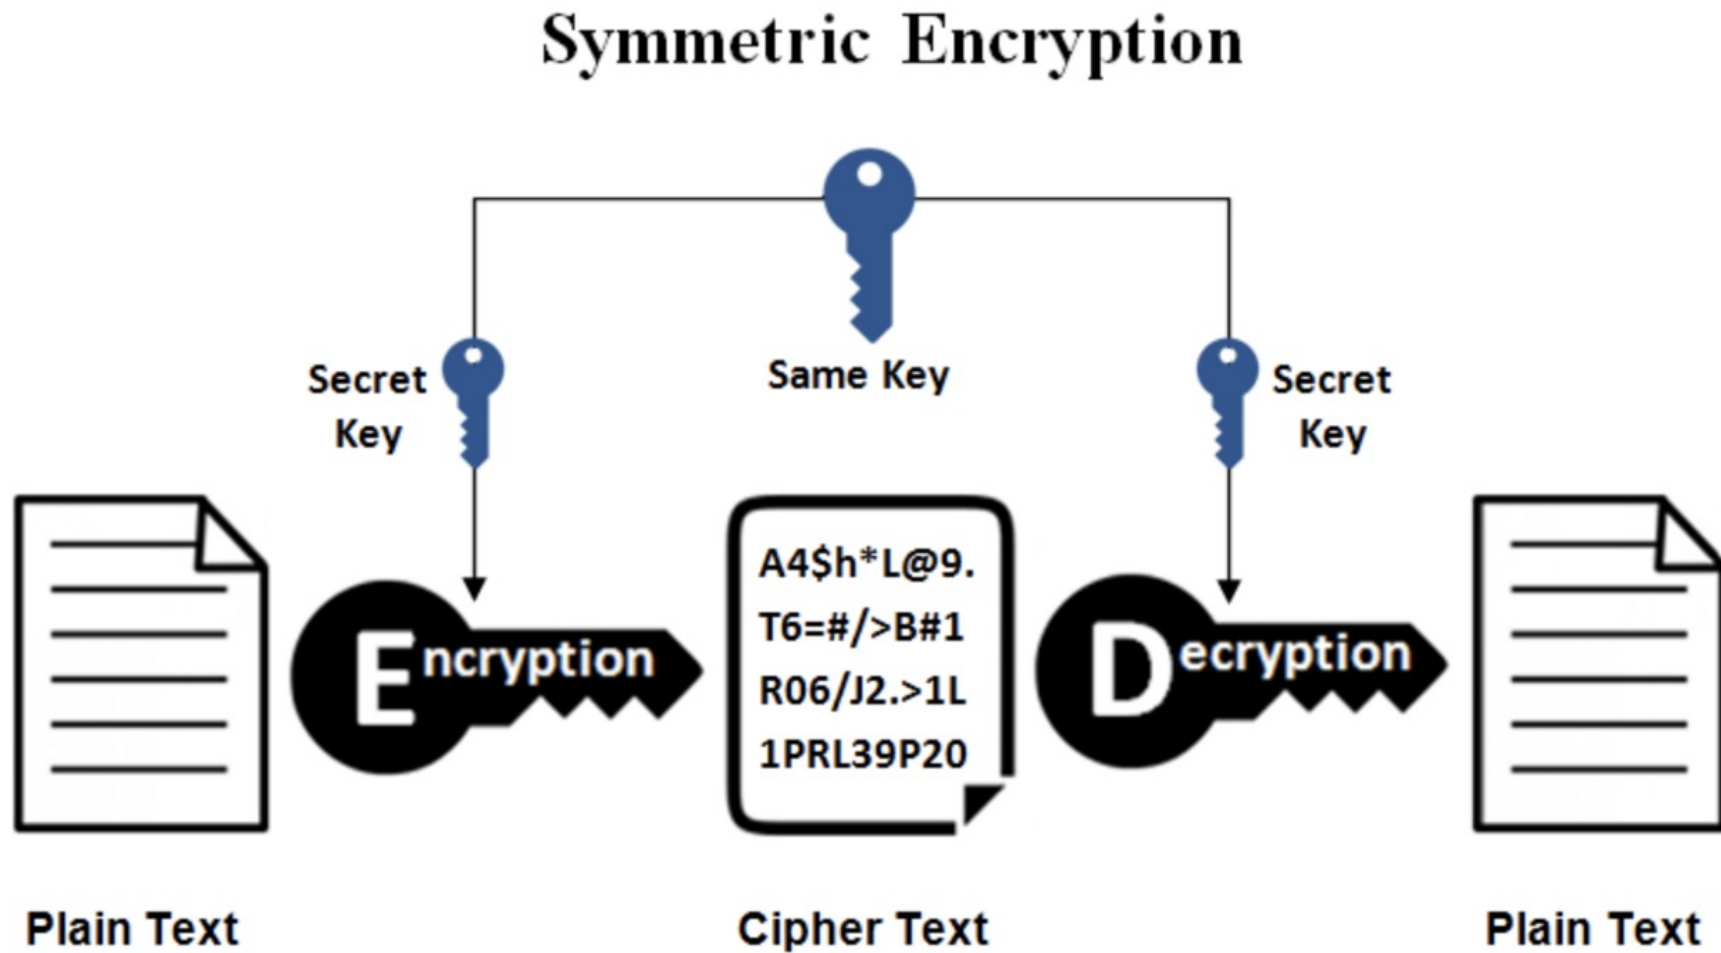 Symmetric Encryption
Same Key
Secret
Key
Secret
Key
Encryption
A4$h*L@9.
T6=#/>B#1
R06/J2.>1L
1PRL39P20
Decryption
Plain Text
Cipher Text
Plain Text